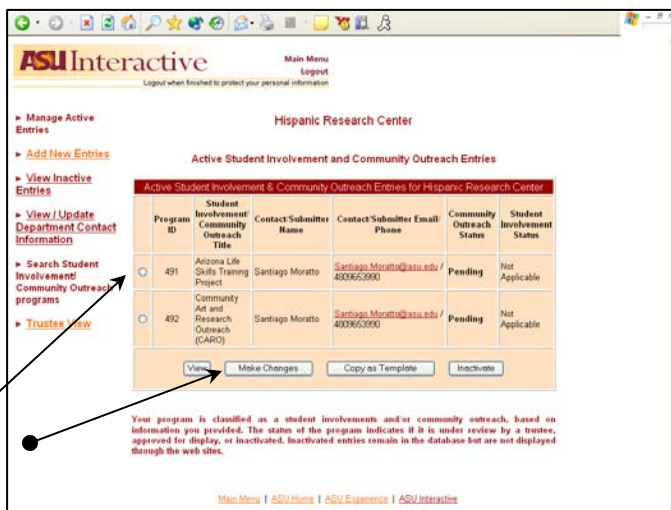 ASU Interactive
Main Menu
Logout
Logout when finished to protect your personal information
► Manage Active
Entries
► Add New Entries
► View Inactive
Entries
► View / Update
Department Contact
Information
► Search Student
Involvement/
Community Outreach
programs
► Trustee View
Hispanic Research Center
Active Student Involvement and Community Outreach Entries
Active Student Involvement & Community Outreach Entries for Hispanic Research Center
Program ID
Student Involvement/ Community Outreach Title
Contact/Submitter Name
Contact/Submitter Email/ Phone
Community Outreach Status
Student Involvement Status
491
Arizona Life Skills Training Project
Santiago Moratto
Santiago.Moratto@asu.edu / 4809653990
Pending
Not Applicable
492
Community Art and Research Outreach (CARO)
Santiago Moratto
Santiago.Moratto@asu.edu / 4809653990
Pending
Not Applicable
View
Make Changes
Copy as Template
Inactivate
Your program is classified as a student involvements and/or community outreach, based on
information you provided. The status of the program indicates if it is under review by a trustee,
approved for display, or inactivated. Inactivated entries remain in the database but are not displayed
through the web sites.
Main Menu | ASU Home | ASU Experience | ASU Interactive